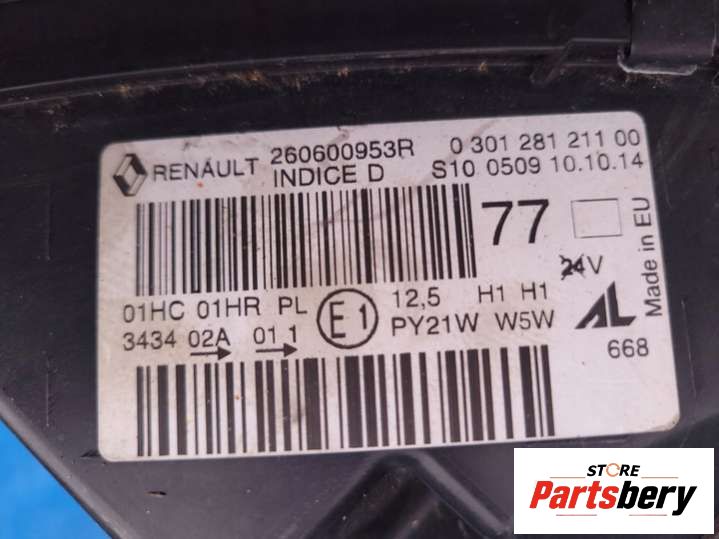 RENAULT 260600953R 0 301 281 211 00
INDICE D S10 0509 10.10.14
77
Made in EU
24V
01HC 01HR PL E1 12,5 H1 H1
3434 02A 01 1 PY21W W5W
AL
668
STORE
Partsbery